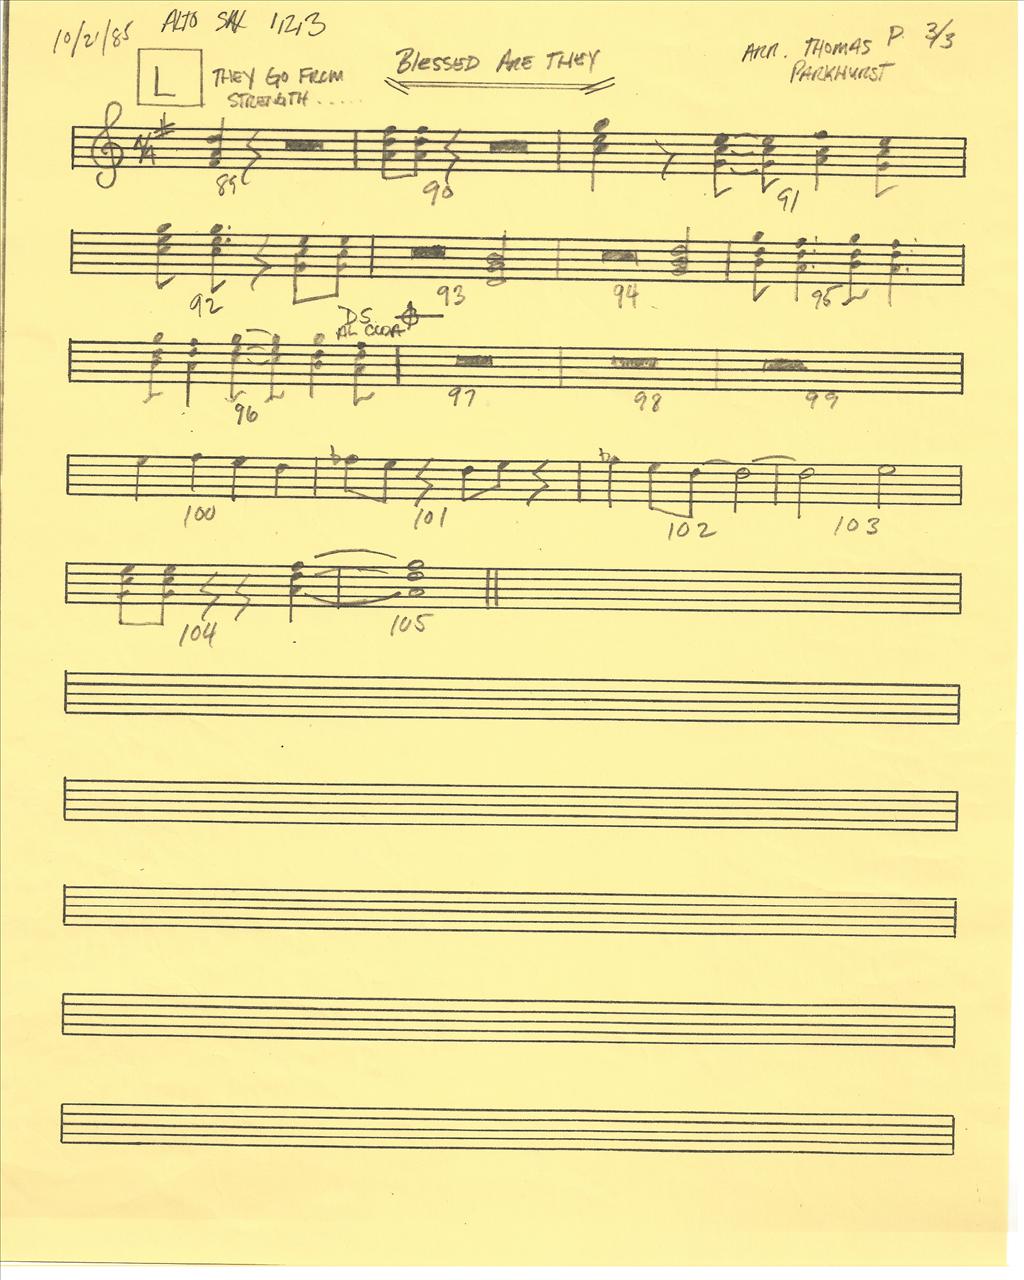 10/21/85 ALTO SAX 1,2,3 P. 3/3
BLESSED ARE THEY
ARR. THOMAS
PARKHURST
L THEY GO FROM
STRENGTH.....
4/4
89 90 91
92 93 94 95
D.S.
AL CODA
96 97 98 99
100 101 102 103
104 105